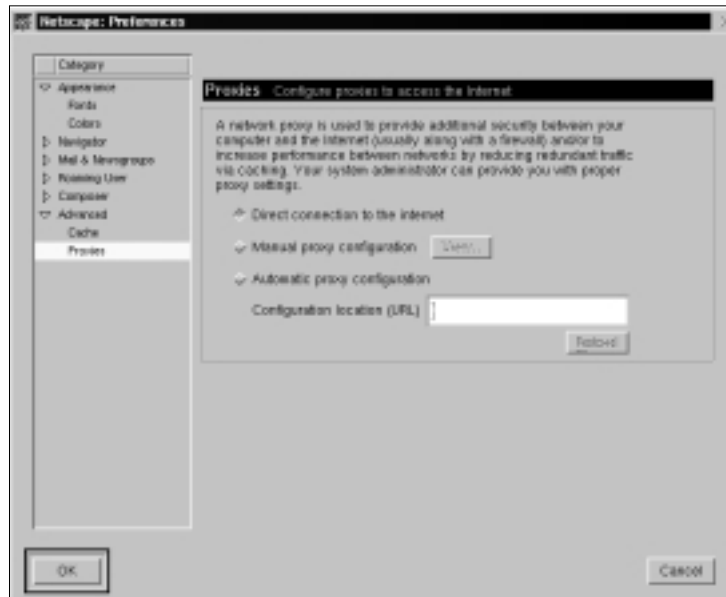 Netscape: Preferences
Category
Appearance
Fonts
Colors
Navigator
Mail & Newsgroups
Roaming User
Composer
Advanced
Cache
Proxies
Proxies Configure proxies to access the Internet
A network proxy is used to provide additional security between your
computer and the Internet (usually along with a firewall) and/or to
increase performance between networks by reducing redundant traffic
via caching. Your system administrator can provide you with proper
proxy settings.
Direct connection to the internet
Manual proxy configuration View...
Automatic proxy configuration
Configuration location (URL)
Reload
OK
Cancel